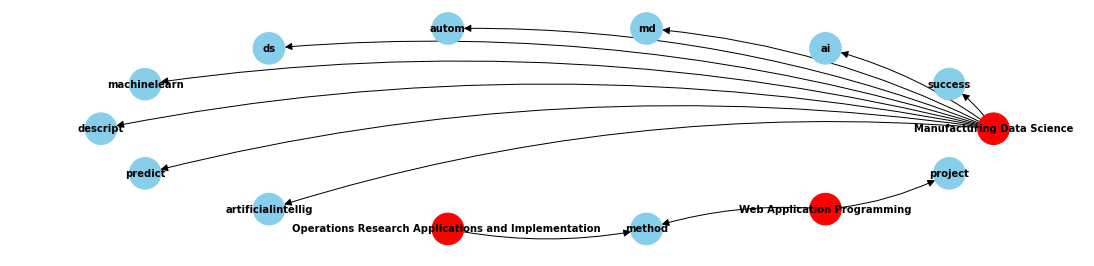 autom
md
ds
ai
machinelearn
success
descript
Manufacturing Data Science
predict
project
artificialintellig
Web Application Programming
Operations Research Applications and Implementation
method